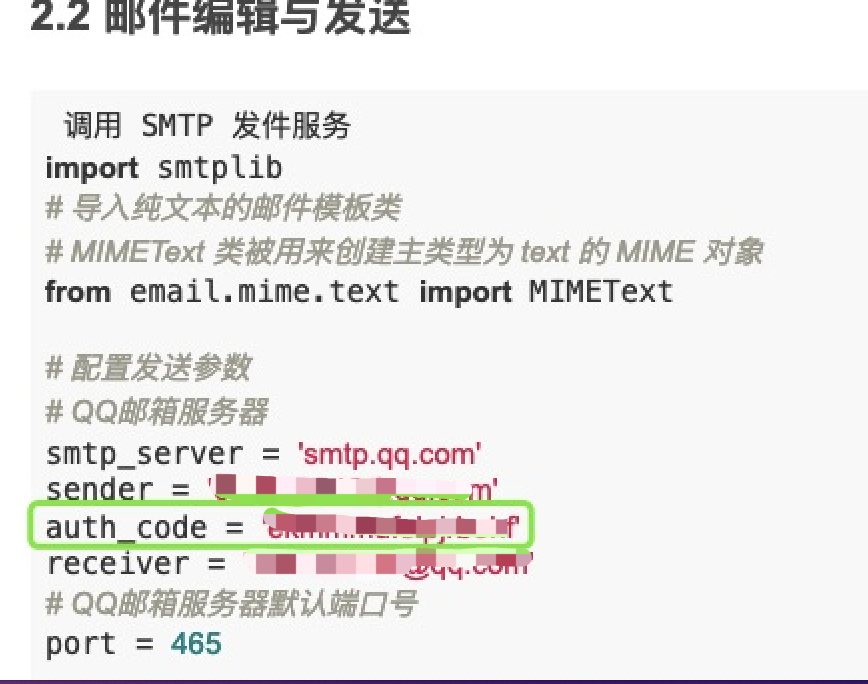 2.2 邮件编辑与发送
调用 SMTP 发件服务
import smtplib
# 导入纯文本的邮件模板类
# MIMEText 类被用来创建主类型为 text 的 MIME 对象
from email.mime.text import MIMEText
# 配置发送参数
# QQ邮箱服务器
smtp_server = 'smtp.qq.com'
sender = '
auth_code = '
receiver = @qq.com'
# QQ邮箱服务器默认端口号
port = 465